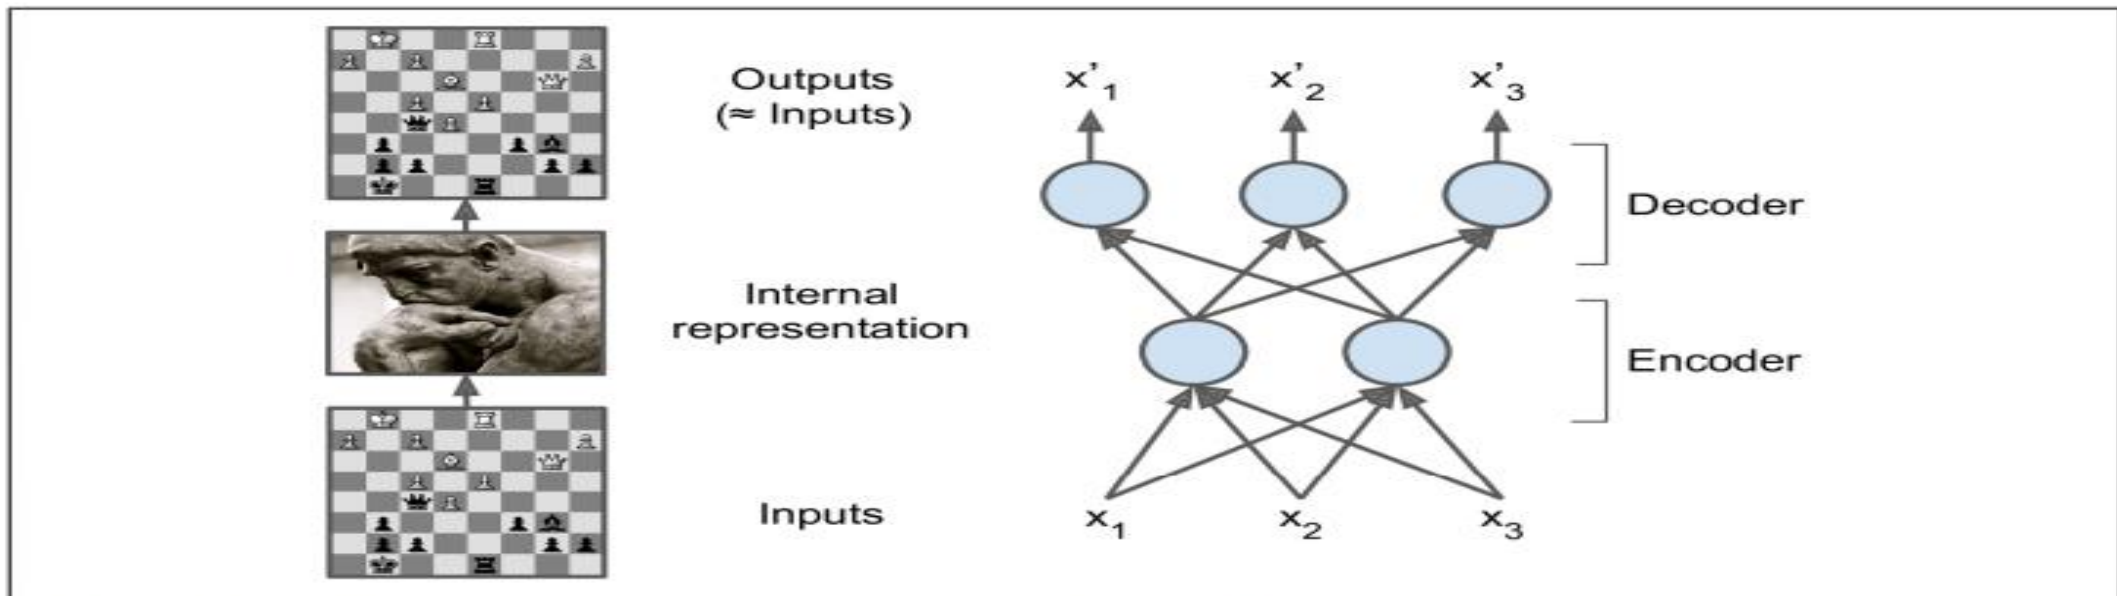 Outputs
(≈ Inputs)
x'1 x'2 x'3
Decoder
Internal
representation
Encoder
Inputs
x1 x2 x3